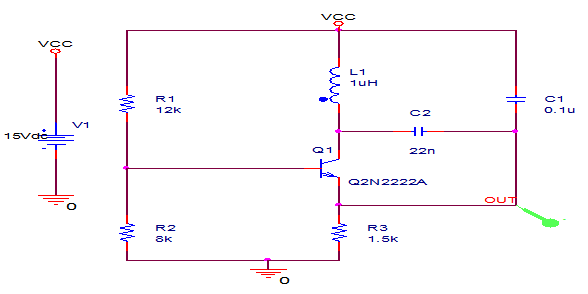 VCC
VCC
L1
1uH
R1
12k
C1
0.1u
C2
22n
V1
15Vdc
Q1
Q2N2222A
OUT
0
R2
8k
R3
1.5k
0